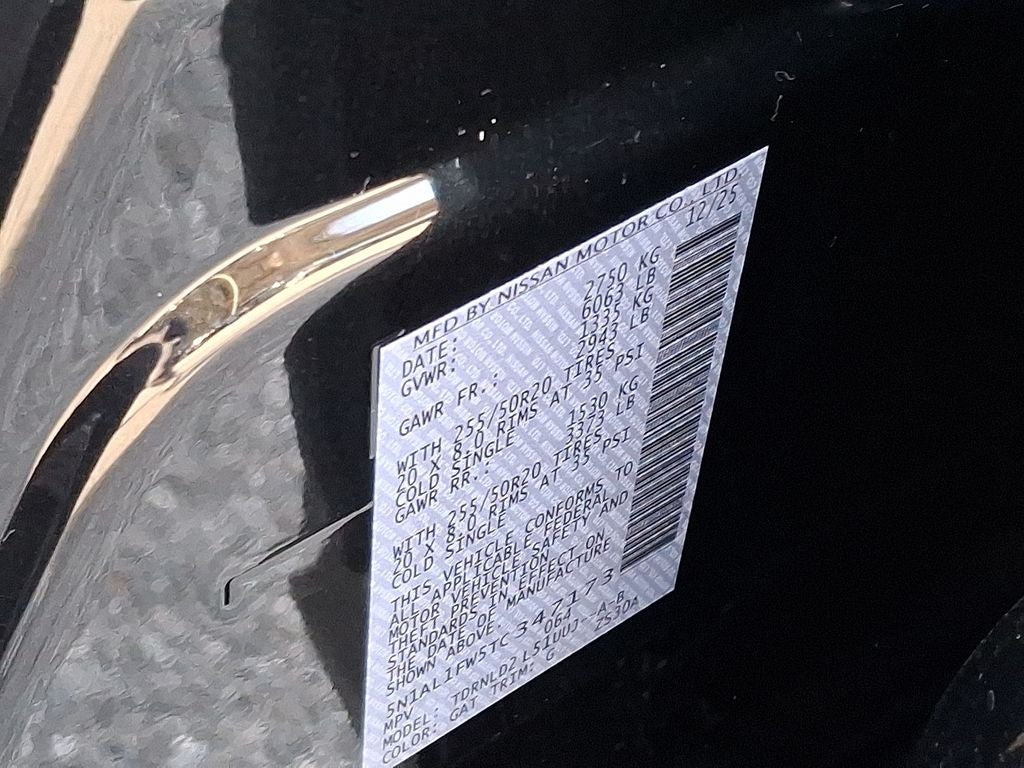 MFD BY NISSAN MOTOR CO., LTD.
DATE: 12/25
GVWR: 2750 KG
6063 LB
GAWR FR.: 1335 KG
2943 LB
WITH 255/50R20 TIRES
20 X 8.0 RIMS AT 35 PSI
COLD SINGLE
GAWR RR.: 1530 KG
3373 LB
WITH 255/50R20 TIRES
20 X 8.0 RIMS AT 35 PSI
COLD SINGLE
THIS VEHICLE CONFORMS TO
ALL APPLICABLE FEDERAL
MOTOR VEHICLE SAFETY AND
THEFT PREVENTION
STANDARDS IN EFFECT ON
THE DATE OF MANUFACTURE
SHOWN ABOVE.
5N1AL1FW5TC347173
MPV 06J
MODEL: TDRNLD2L51UUJ--A-B
COLOR: GAT TRIM: G ZS30A